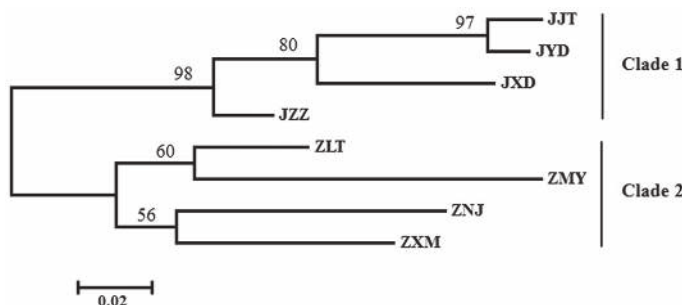 JJT
97
JYD
80
Clade 1
98
JXD
JZZ
ZLT
60
ZMY
Clade 2
ZNJ
56
ZXM
0.02